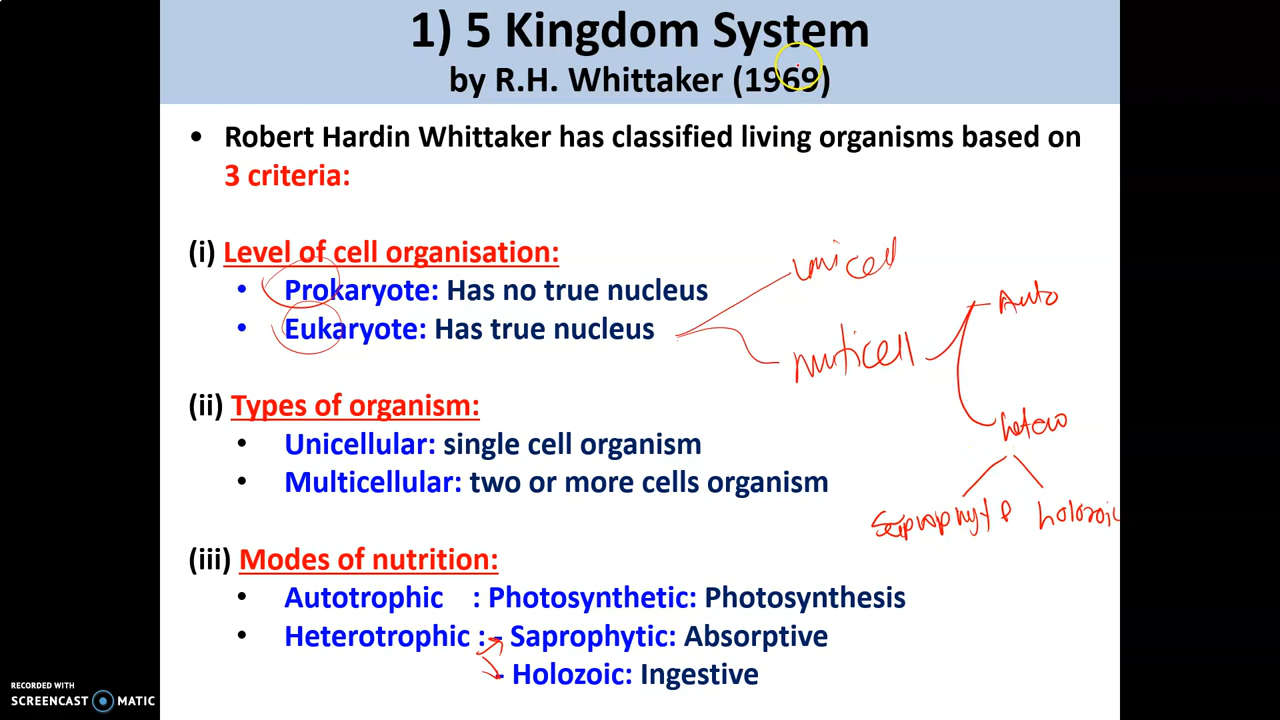 1) 5 Kingdom System
by R.H. Whittaker (1969)
• Robert Hardin Whittaker has classified living organisms based on
3 criteria:
(i) Level of cell organisation:
• Prokaryote: Has no true nucleus
• Eukaryote: Has true nucleus
unicell
muticell
Auto
hetero
saprophyte
holozoic
(ii) Types of organism:
• Unicellular: single cell organism
• Multicellular: two or more cells organism
(iii) Modes of nutrition:
• Autotrophic : Photosynthetic: Photosynthesis
• Heterotrophic : - Saprophytic: Absorptive
- Holozoic: Ingestive
RECORDED WITH
SCREENCAST MATIC